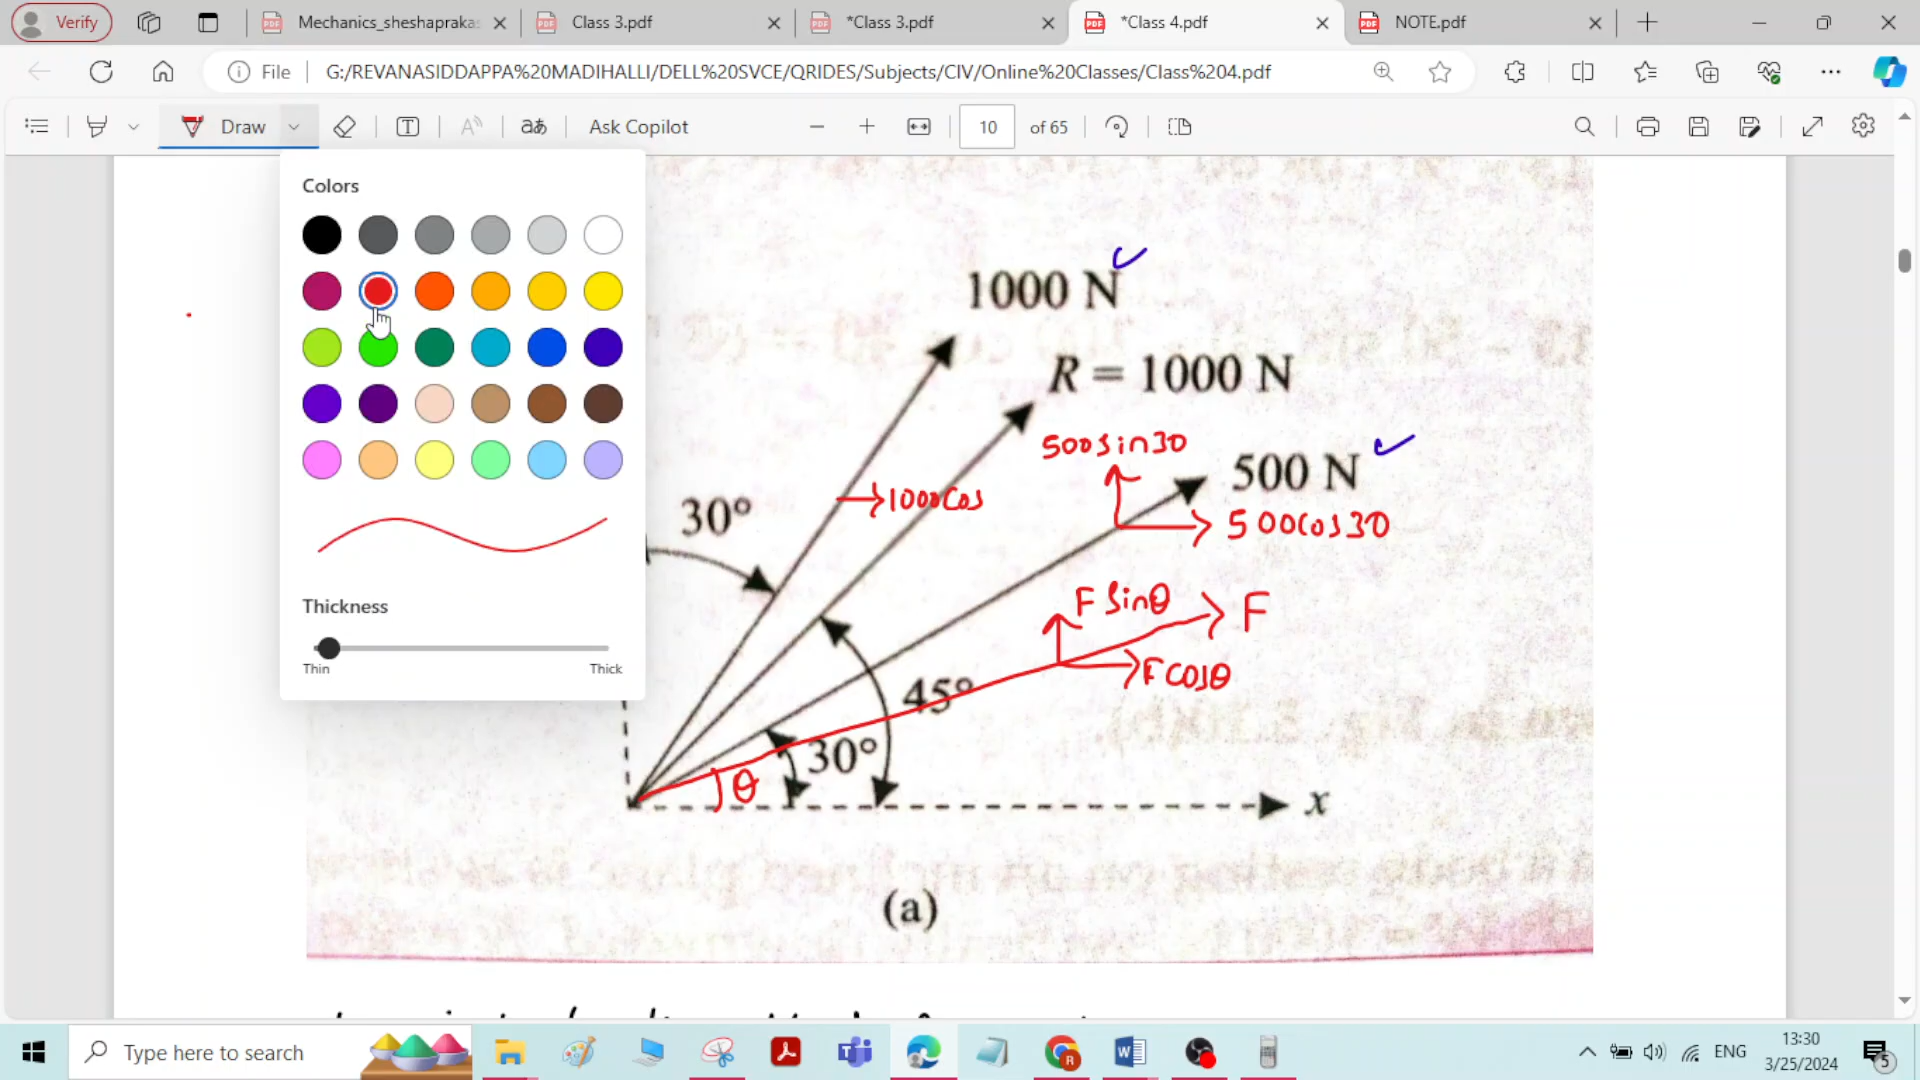 Verify
Mechanics_sheshapraka
Class 3.pdf
*Class 3.pdf
*Class 4.pdf
NOTE.pdf
File
G:/REVANASIDDAPPA%20MADIHALLI/DELL%20SVCE/QRIDES/Subjects/CIV/Online%20Classes/Class%204.pdf
Draw
Ask Copilot
10
of 65
Colors
Thickness
Thin
Thick
1000 N
R = 1000 N
500sin30
500 N
30°
1000cos
500cos30
Fsinθ
F
Fcosθ
45°
30°
θ
x
(a)
Type here to search
ENG
13:30
3/25/2024
5